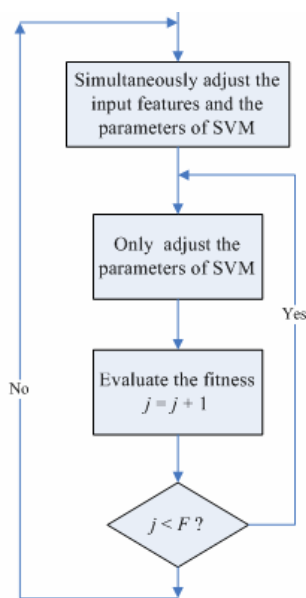 Simultaneously adjust the
input features and the
parameters of SVM
Only adjust the
parameters of SVM
Yes
No
Evaluate the fitness
j = j + 1
j < F ?